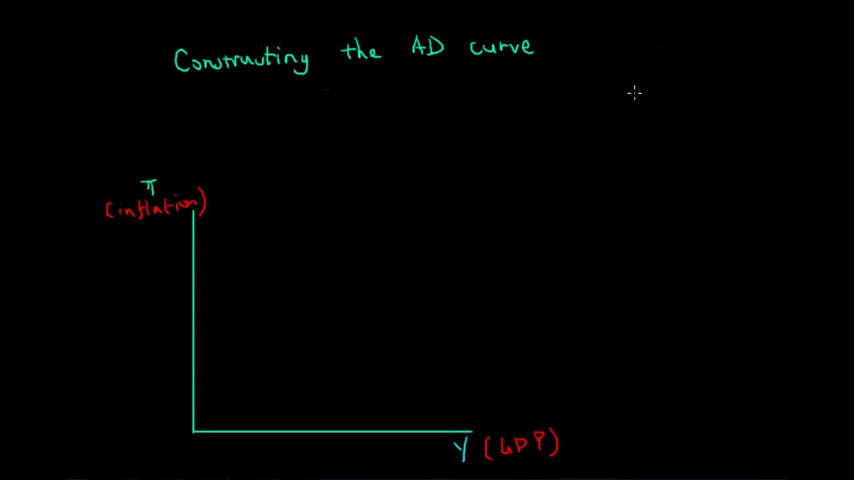 Constructing the AD curve
π
(inflation)
Y (GDP)